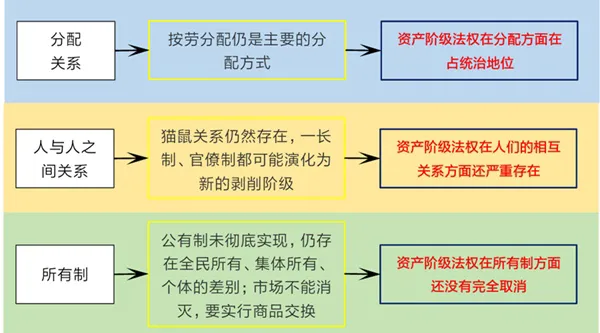 分配
关系
按劳分配仍是主要的分
配方式
资产阶级法权在分配方面在
占统治地位
人与人之
间关系
猫鼠关系仍然存在，一长
制、官僚制都可能演化为
新的剥削阶级
资产阶级法权在人们的相互
关系方面还严重存在
所有制
公有制未彻底实现，仍存
在全民所有、集体所有、
个体的差别；市场不能消
灭，要实行商品交换
资产阶级法权在所有制方面
还没有完全取消